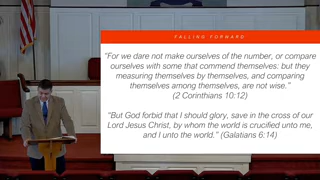 FALLING FORWARD
“For we dare not make ourselves of the number, or compare
ourselves with some that commend themselves: but they
measuring themselves by themselves, and comparing
themselves among themselves, are not wise.”
(2 Corinthians 10:12)
“But God forbid that I should glory, save in the cross of our
Lord Jesus Christ, by whom the world is crucified unto me,
and I unto the world.” (Galatians 6:14)